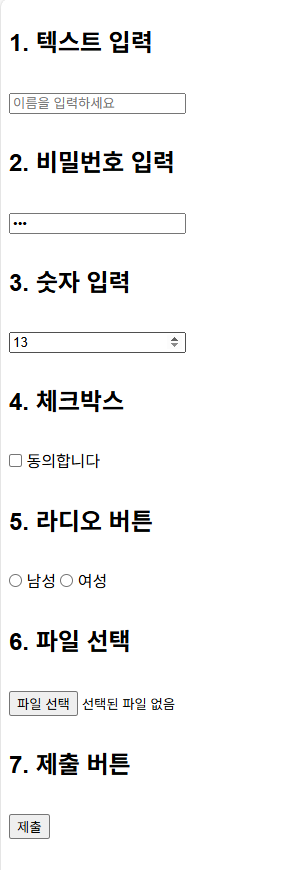 1. 텍스트 입력
이름을 입력하세요
2. 비밀번호 입력
•••
3. 숫자 입력
13
4. 체크박스
동의합니다
5. 라디오 버튼
남성 여성
6. 파일 선택
파일 선택 선택된 파일 없음
7. 제출 버튼
제출